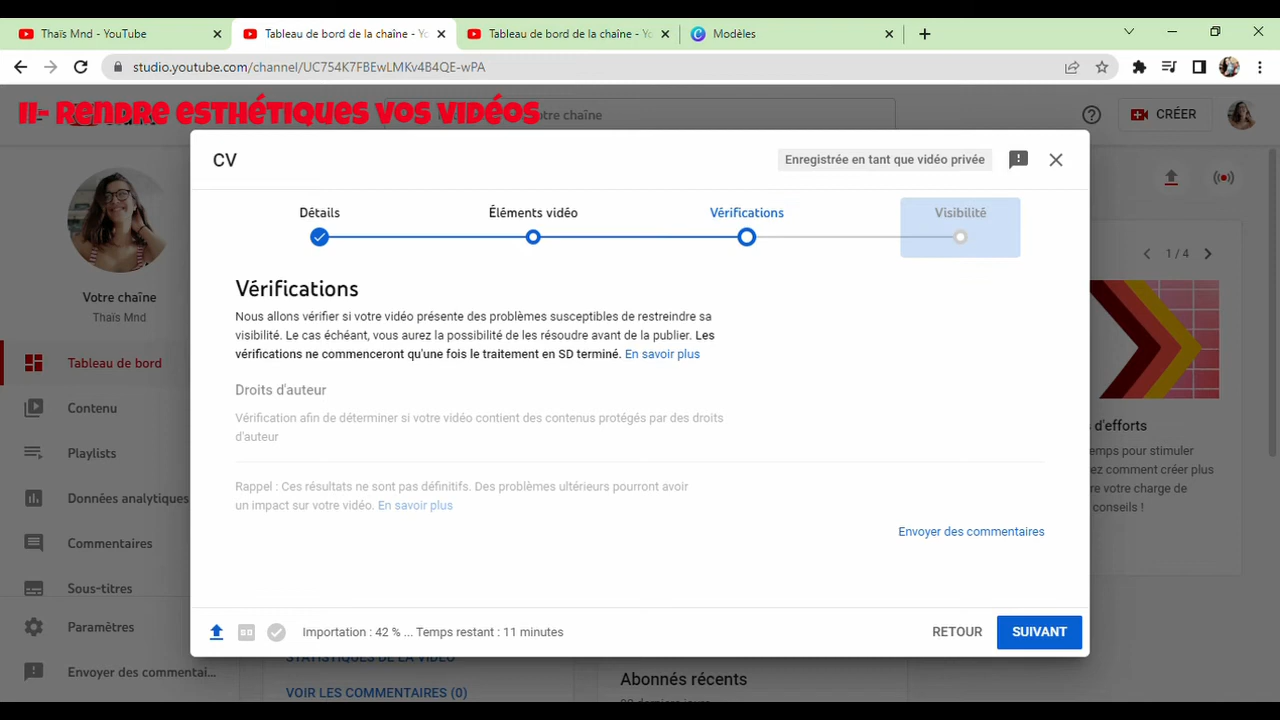 Thaïs Mnd - YouTube
Tableau de bord de la chaîne - Yo
Tableau de bord de la chaîne - Yo
Modèles
studio.youtube.com/channel/UC754K7FBEwLMKv4B4QE-wPA
II- Rendre esthétiques vos vidéos
otre chaîne
CRÉER
CV
Enregistrée en tant que vidéo privée
Détails
Éléments vidéo
Vérifications
Visibilité
Vérifications
Nous allons vérifier si votre vidéo présente des problèmes susceptibles de restreindre sa
visibilité. Le cas échéant, vous aurez la possibilité de les résoudre avant de la publier. Les
vérifications ne commenceront qu'une fois le traitement en SD terminé. En savoir plus
Droits d'auteur
Vérification afin de déterminer si votre vidéo contient des contenus protégés par des droits
d'auteur
Rappel : Ces résultats ne sont pas définitifs. Des problèmes ultérieurs pourront avoir
un impact sur votre vidéo. En savoir plus
Envoyer des commentaires
SD
Importation : 42 % ... Temps restant : 11 minutes
RETOUR
SUIVANT
Votre chaîne
Thaïs Mnd
Tableau de bord
Contenu
Playlists
Données analytiques
Commentaires
Sous-titres
Paramètres
Envoyer des commentai...
1 / 4
d'efforts
emps pour stimuler
ez comment créer plus
re votre charge de
conseils !
STATISTIQUES DE LA VIDÉO
VOIR LES COMMENTAIRES (0)
Abonnés récents